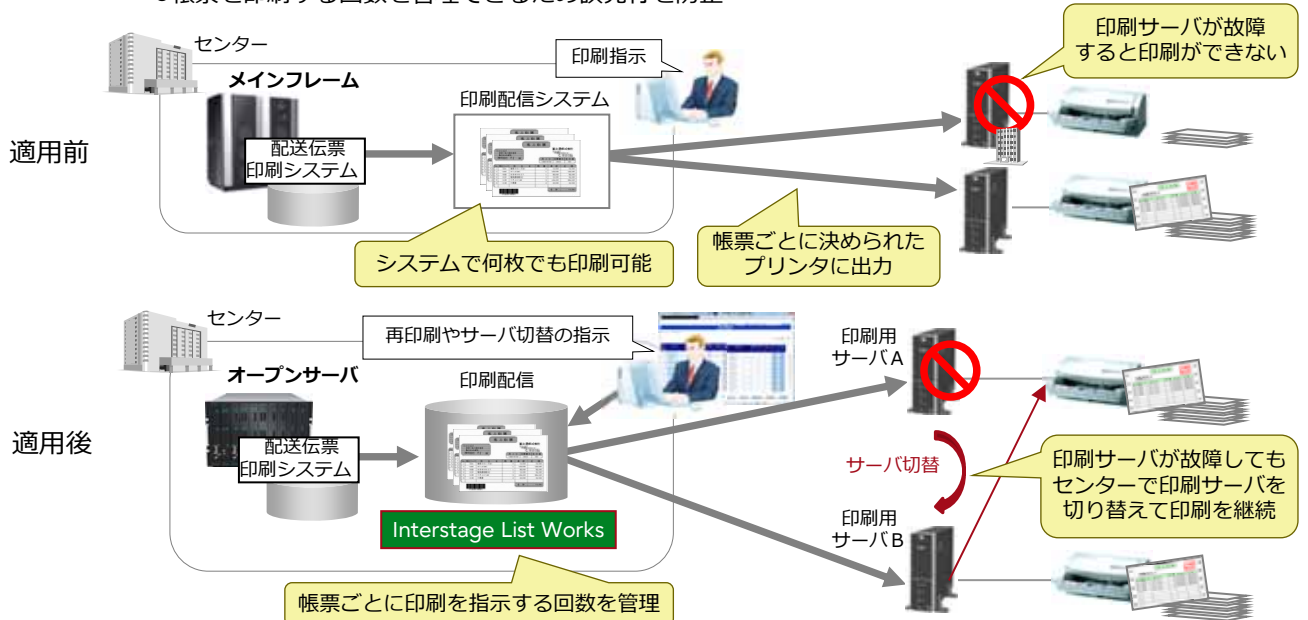 センター
印刷指示
印刷サーバが故障
すると印刷ができない
メインフレーム
印刷配信システム
適用前
配送伝票
印刷システム
システムで何枚でも印刷可能
帳票ごとに決められた
プリンタに出力
センター
再印刷やサーバ切替の指示
印刷用
サーバA
オープンサーバ
印刷配信
適用後
配送伝票
印刷システム
サーバ切替
印刷サーバが故障しても
センターで印刷サーバを
切り替えて印刷を継続
Interstage List Works
印刷用
サーバB
帳票ごとに印刷を指示する回数を管理